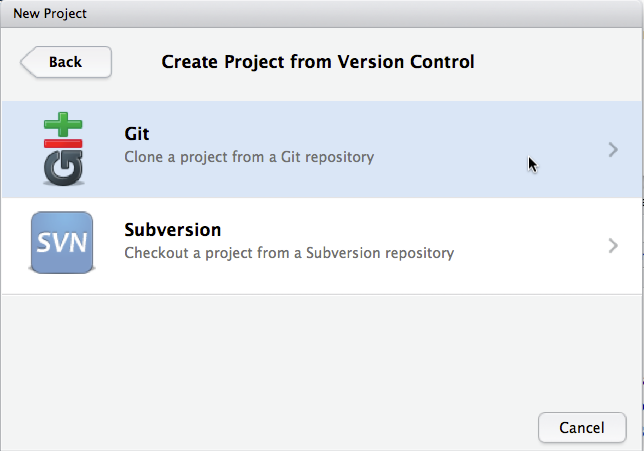 New Project
Back
Create Project from Version Control
Git
Clone a project from a Git repository
SVN
Subversion
Checkout a project from a Subversion repository
Cancel